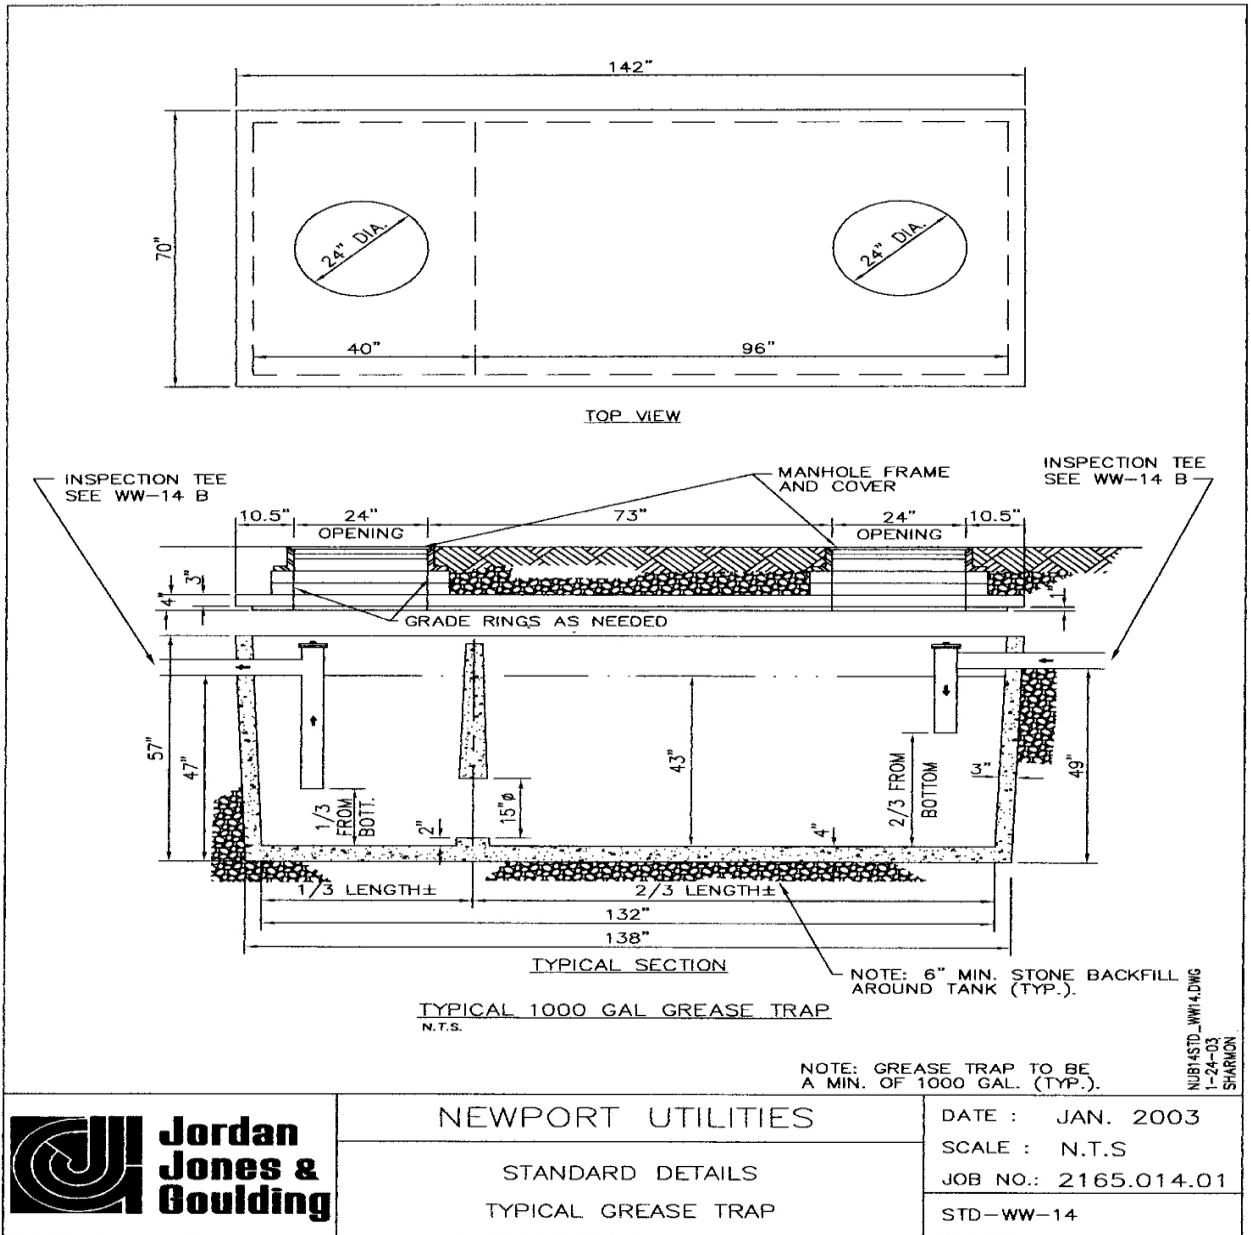 142"
70"
24" DIA.
24" DIA.
40"
96"
TOP VIEW
INSPECTION TEE
SEE WW-14 B
MANHOLE FRAME
AND COVER
INSPECTION TEE
SEE WW-14 B
10.5"
24"
OPENING
73"
24"
OPENING
10.5"
4"
3"
1"
GRADE RINGS AS NEEDED
57"
47"
1/3
FROM
BOTT.
2"
15"ø
43"
4"
2/3 FROM
BOTTOM
3"
49"
1/3 LENGTH±
2/3 LENGTH±
132"
138"
TYPICAL SECTION
NOTE: 6" MIN. STONE BACKFILL
AROUND TANK (TYP.).
TYPICAL 1000 GAL GREASE TRAP
N.T.S.
NOTE: GREASE TRAP TO BE
A MIN. OF 1000 GAL. (TYP.).
NUB14STD_WW14.DWG
1-24-03
SHARMON
Jordan
Jones &
Goulding
NEWPORT UTILITIES
STANDARD DETAILS
TYPICAL GREASE TRAP
DATE : JAN. 2003
SCALE : N.T.S
JOB NO.: 2165.014.01
STD-WW-14